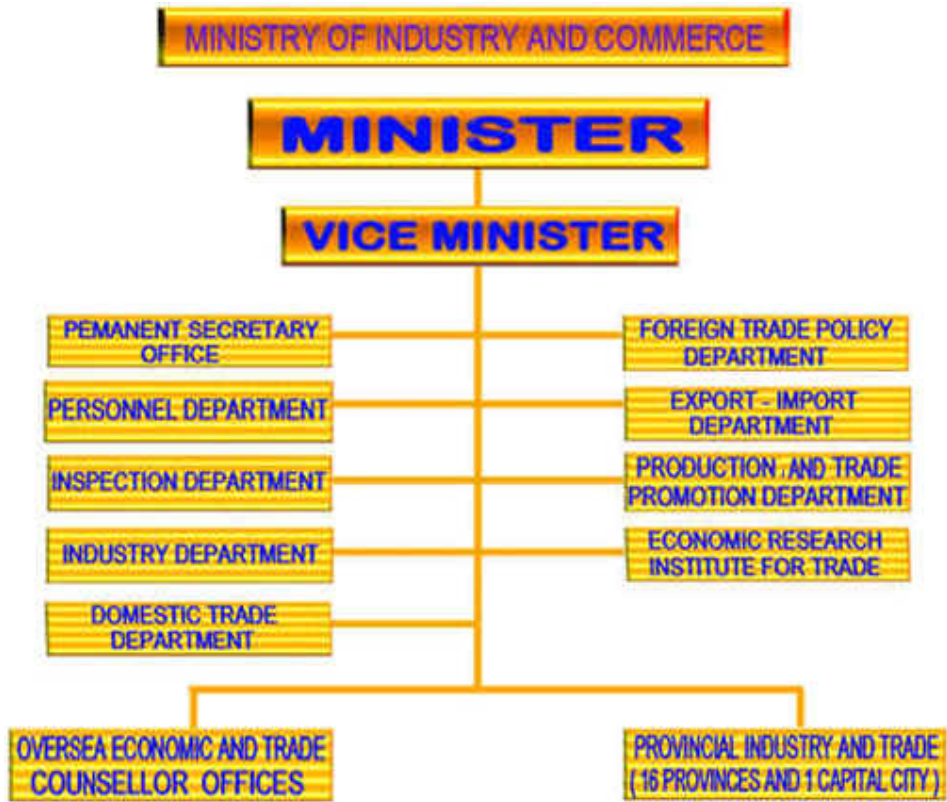 MINISTRY OF INDUSTRY AND COMMERCE
MINISTER
VICE MINISTER
PEMANENT SECRETARY
OFFICE
PERSONNEL DEPARTMENT
INSPECTION DEPARTMENT
INDUSTRY DEPARTMENT
DOMESTIC TRADE
DEPARTMENT
FOREIGN TRADE POLICY
DEPARTMENT
EXPORT - IMPORT
DEPARTMENT
PRODUCTION AND TRADE
PROMOTION DEPARTMENT
ECONOMIC RESEARCH
INSTITUTE FOR TRADE
OVERSEA ECONOMIC AND TRADE
COUNSELLOR OFFICES
PROVINCIAL INDUSTRY AND TRADE
( 16 PROVINCES AND 1 CAPITAL CITY )